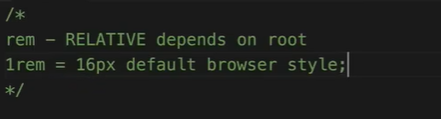 /*
rem - RELATIVE depends on root
1rem = 16px default browser style;
*/